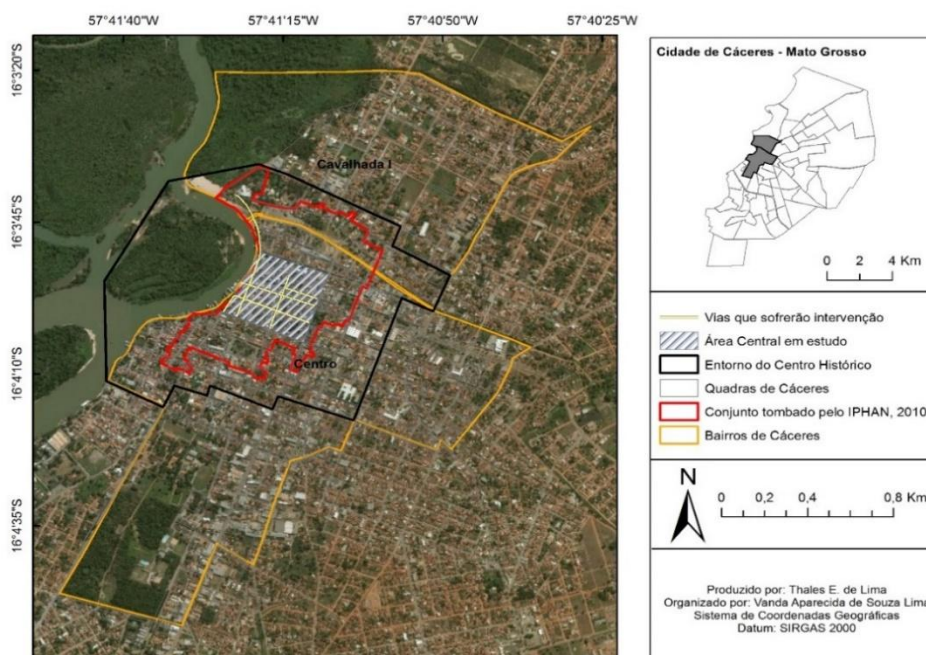 57°41'40"W 57°41'15"W 57°40'50"W 57°40'25"W
16°3'20"S
16°3'45"S
16°4'10"S
16°4'35"S
Cavalhada I
Centro
Cidade de Cáceres - Mato Grosso
0 2 4 Km
Vias que sofrerão intervenção
Área Central em estudo
Entorno do Centro Histórico
Quadras de Cáceres
Conjunto tombado pelo IPHAN, 2010
Bairros de Cáceres
N
0 0,2 0,4 0,8 Km
Produzido por: Thales E. de Lima
Organizado por: Vanda Aparecida de Souza Lima
Sistema de Coordenadas Geográficas
Datum: SIRGAS 2000